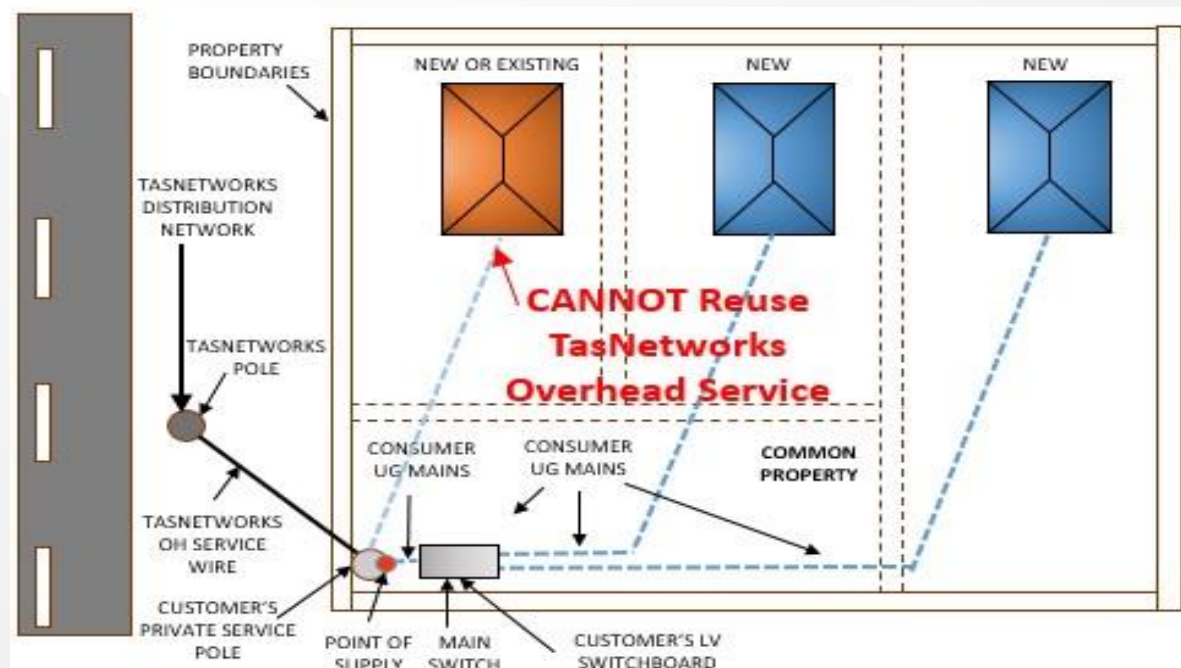 PROPERTY
BOUNDARIES
NEW OR EXISTING
NEW
NEW
TASNETWORKS
DISTRIBUTION
NETWORK
CANNOT Reuse
TasNetworks
Overhead Service
TASNETWORKS
POLE
CONSUMER
UG MAINS
CONSUMER
UG MAINS
COMMON
PROPERTY
TASNETWORKS
OH SERVICE
WIRE
CUSTOMER'S
PRIVATE SERVICE
POLE
POINT OF
SUPPLY
MAIN
SWITCH
CUSTOMER'S LV
SWITCHBOARD